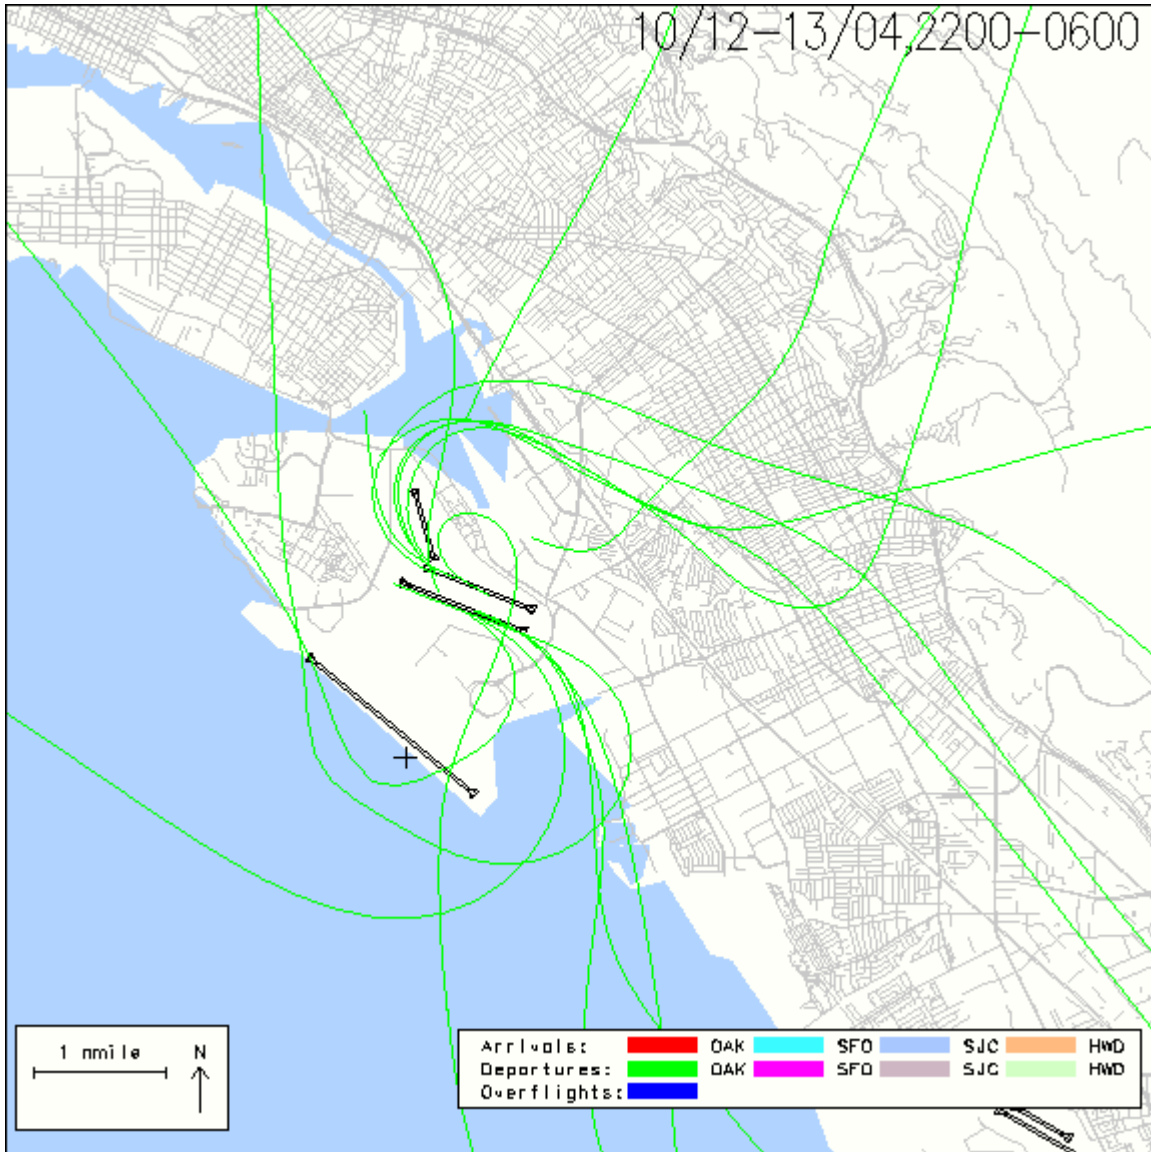 10/12-13/04,2200-0600
1 nmile N
Arrivals: OAK SFO SJC HWD
Departures: OAK SFO SJC HWD
Overflights: